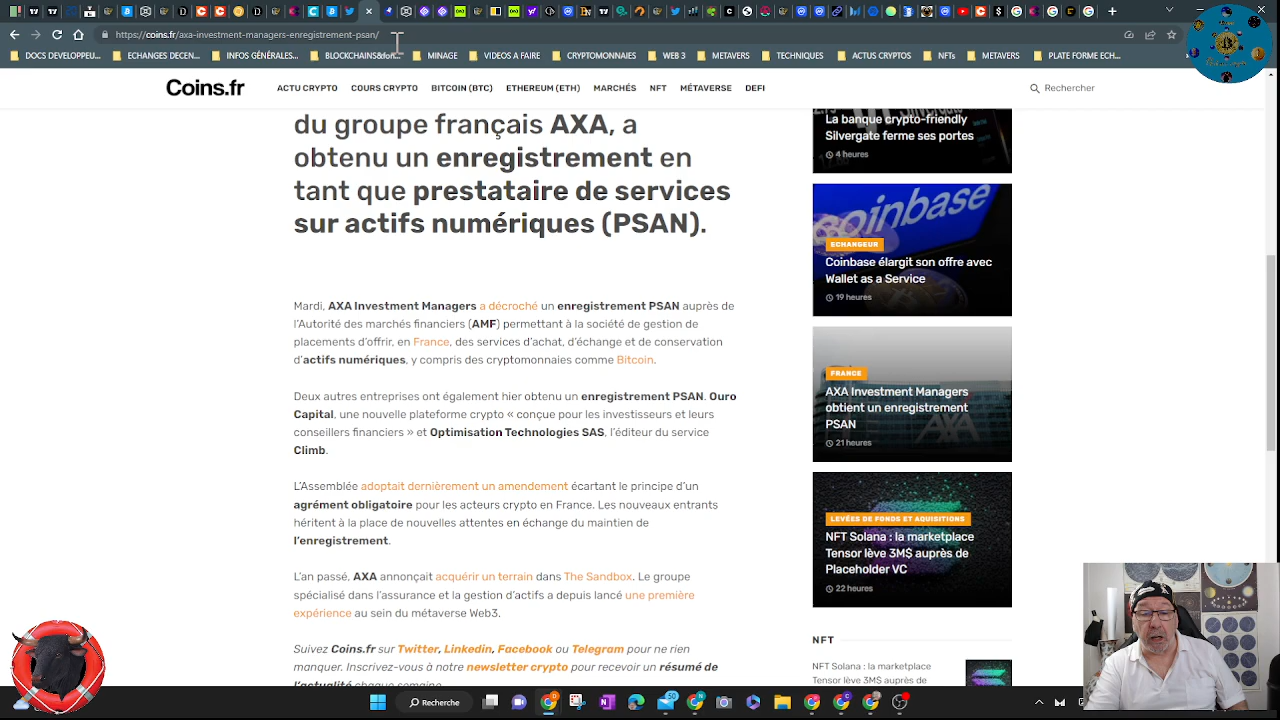 https://coins.fr/axa-investment-psan/
DOCS DEVELOPPEU...
ECHANGES DECEN...
INFOS GÉNÉRALES...
BLOCKCHAINS&fon...
MINAGE
VIDEOS A FAIRE
CRYPTOMONNAIES
WEB 3
METAVERS
TECHNIQUES
ACTUS CRYPTOS
NFTs
METAVERS
PLATE FORME ECH...
Coins.fr
ACTU CRYPTO
COURS CRYPTO
BITCOIN (BTC)
ETHEREUM (ETH)
MARCHÉS
NFT
MÉTAVERSE
DEFI
Rechercher
du groupe français AXA, a
obtenu un enregistrement en
tant que prestataire de services
sur actifs numériques (PSAN).
Mardi, AXA Investment Managers a décroché un enregistrement PSAN auprès de
l'Autorité des marchés financiers (AMF) permettant à la société de gestion de
placements d'offrir, en France, des services d'achat, d'échange et de conservation
d'actifs numériques, y compris des cryptomonnaies comme Bitcoin.
Deux autres entreprises ont également hier obtenu un enregistrement PSAN. Ouro
Capital, une nouvelle plateforme crypto « conçue pour les investisseurs et leurs
conseillers financiers » et Optimisation Technologies SAS, l'éditeur du service
Climb.
L'Assemblée adoptait dernièrement un amendement écartant le principe d'un
agrément obligatoire pour les acteurs crypto en France. Les nouveaux entrants
héritent à la place de nouvelles attentes en échange du maintien de
l'enregistrement.
L'an passé, AXA annonçait acquérir un terrain dans The Sandbox. Le groupe
spécialisé dans l'assurance et la gestion d'actifs a depuis lancé une première
expérience au sein du métaverse Web3.
Suivez Coins.fr sur Twitter, Linkedin, Facebook ou Telegram pour ne rien
manquer. Inscrivez-vous à notre newsletter crypto pour recevoir un résumé de
l'actualité chaque semaine.
La banque crypto-friendly
Silvergate ferme ses portes
4 heures
coinbase
ECHANGEUR
Coinbase élargit son offre avec
Wallet as a Service
19 heures
FRANCE
AXA Investment Managers
obtient un enregistrement
PSAN
AXA
21 heures
LEVÉES DE FONDS ET AQUISITIONS
NFT Solana : la marketplace
Tensor lève 3M$ auprès de
Placeholder VC
22 heures
NFT
NFT Solana : la marketplace
Tensor lève 3M$ auprès de
Recherche